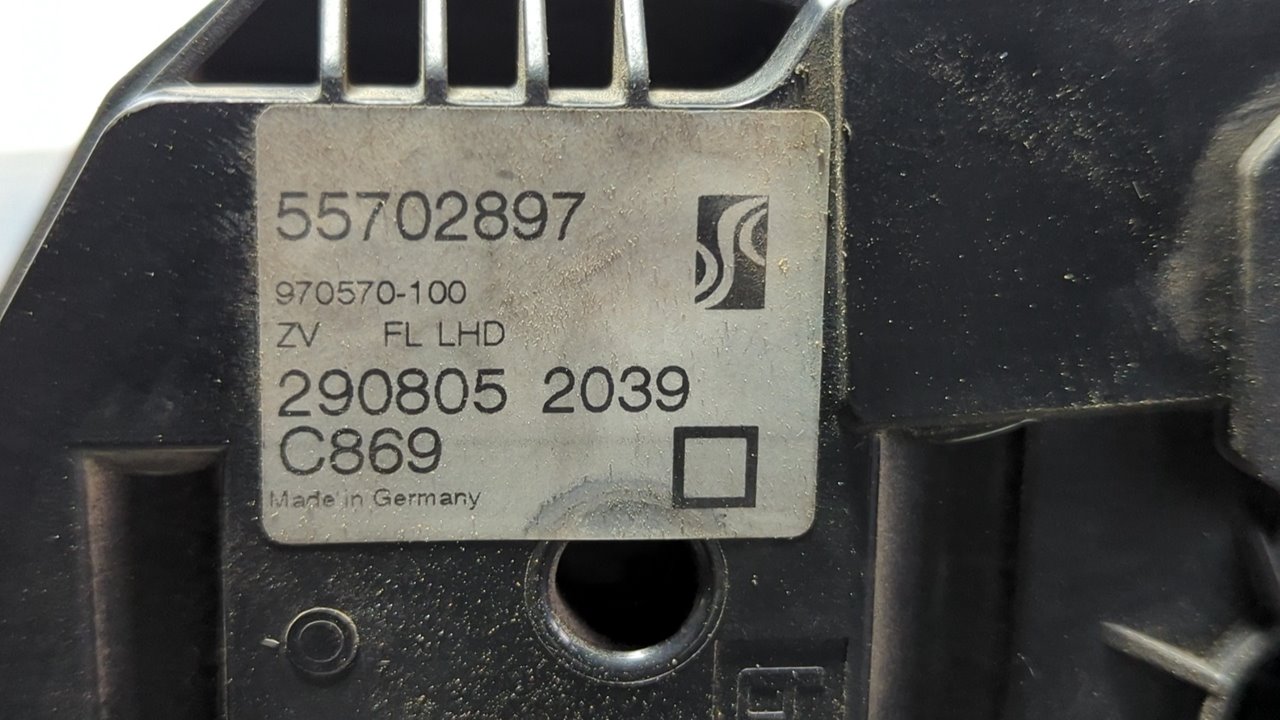 55702897
970570-100
ZV FL LHD
290805 2039
C869
Made in Germany